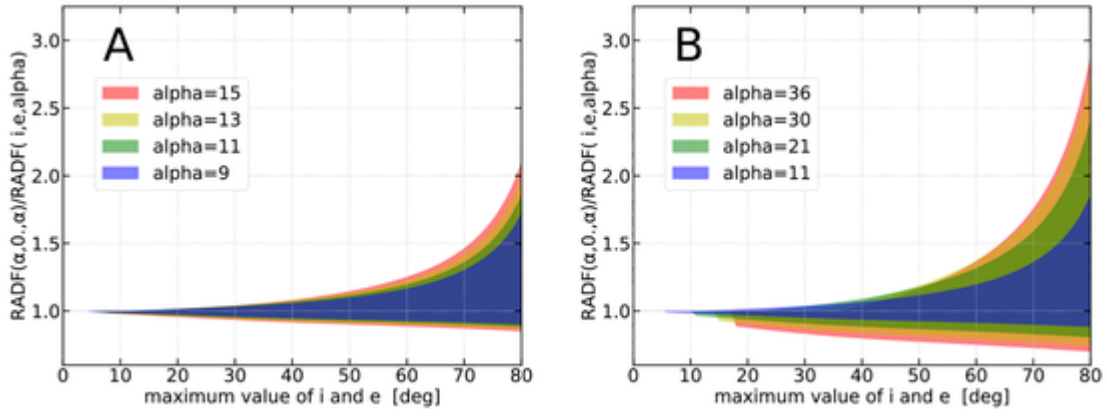 A
RADF(α,0.,α)/RADF( i,e,alpha)
3.0
2.5
2.0
1.5
1.0
alpha=15
alpha=13
alpha=11
alpha=9
0 10 20 30 40 50 60 70 80
maximum value of i and e [deg]
B
RADF(α,0.,α)/RADF( i,e,alpha)
3.0
2.5
2.0
1.5
1.0
alpha=36
alpha=30
alpha=21
alpha=11
0 10 20 30 40 50 60 70 80
maximum value of i and e [deg]